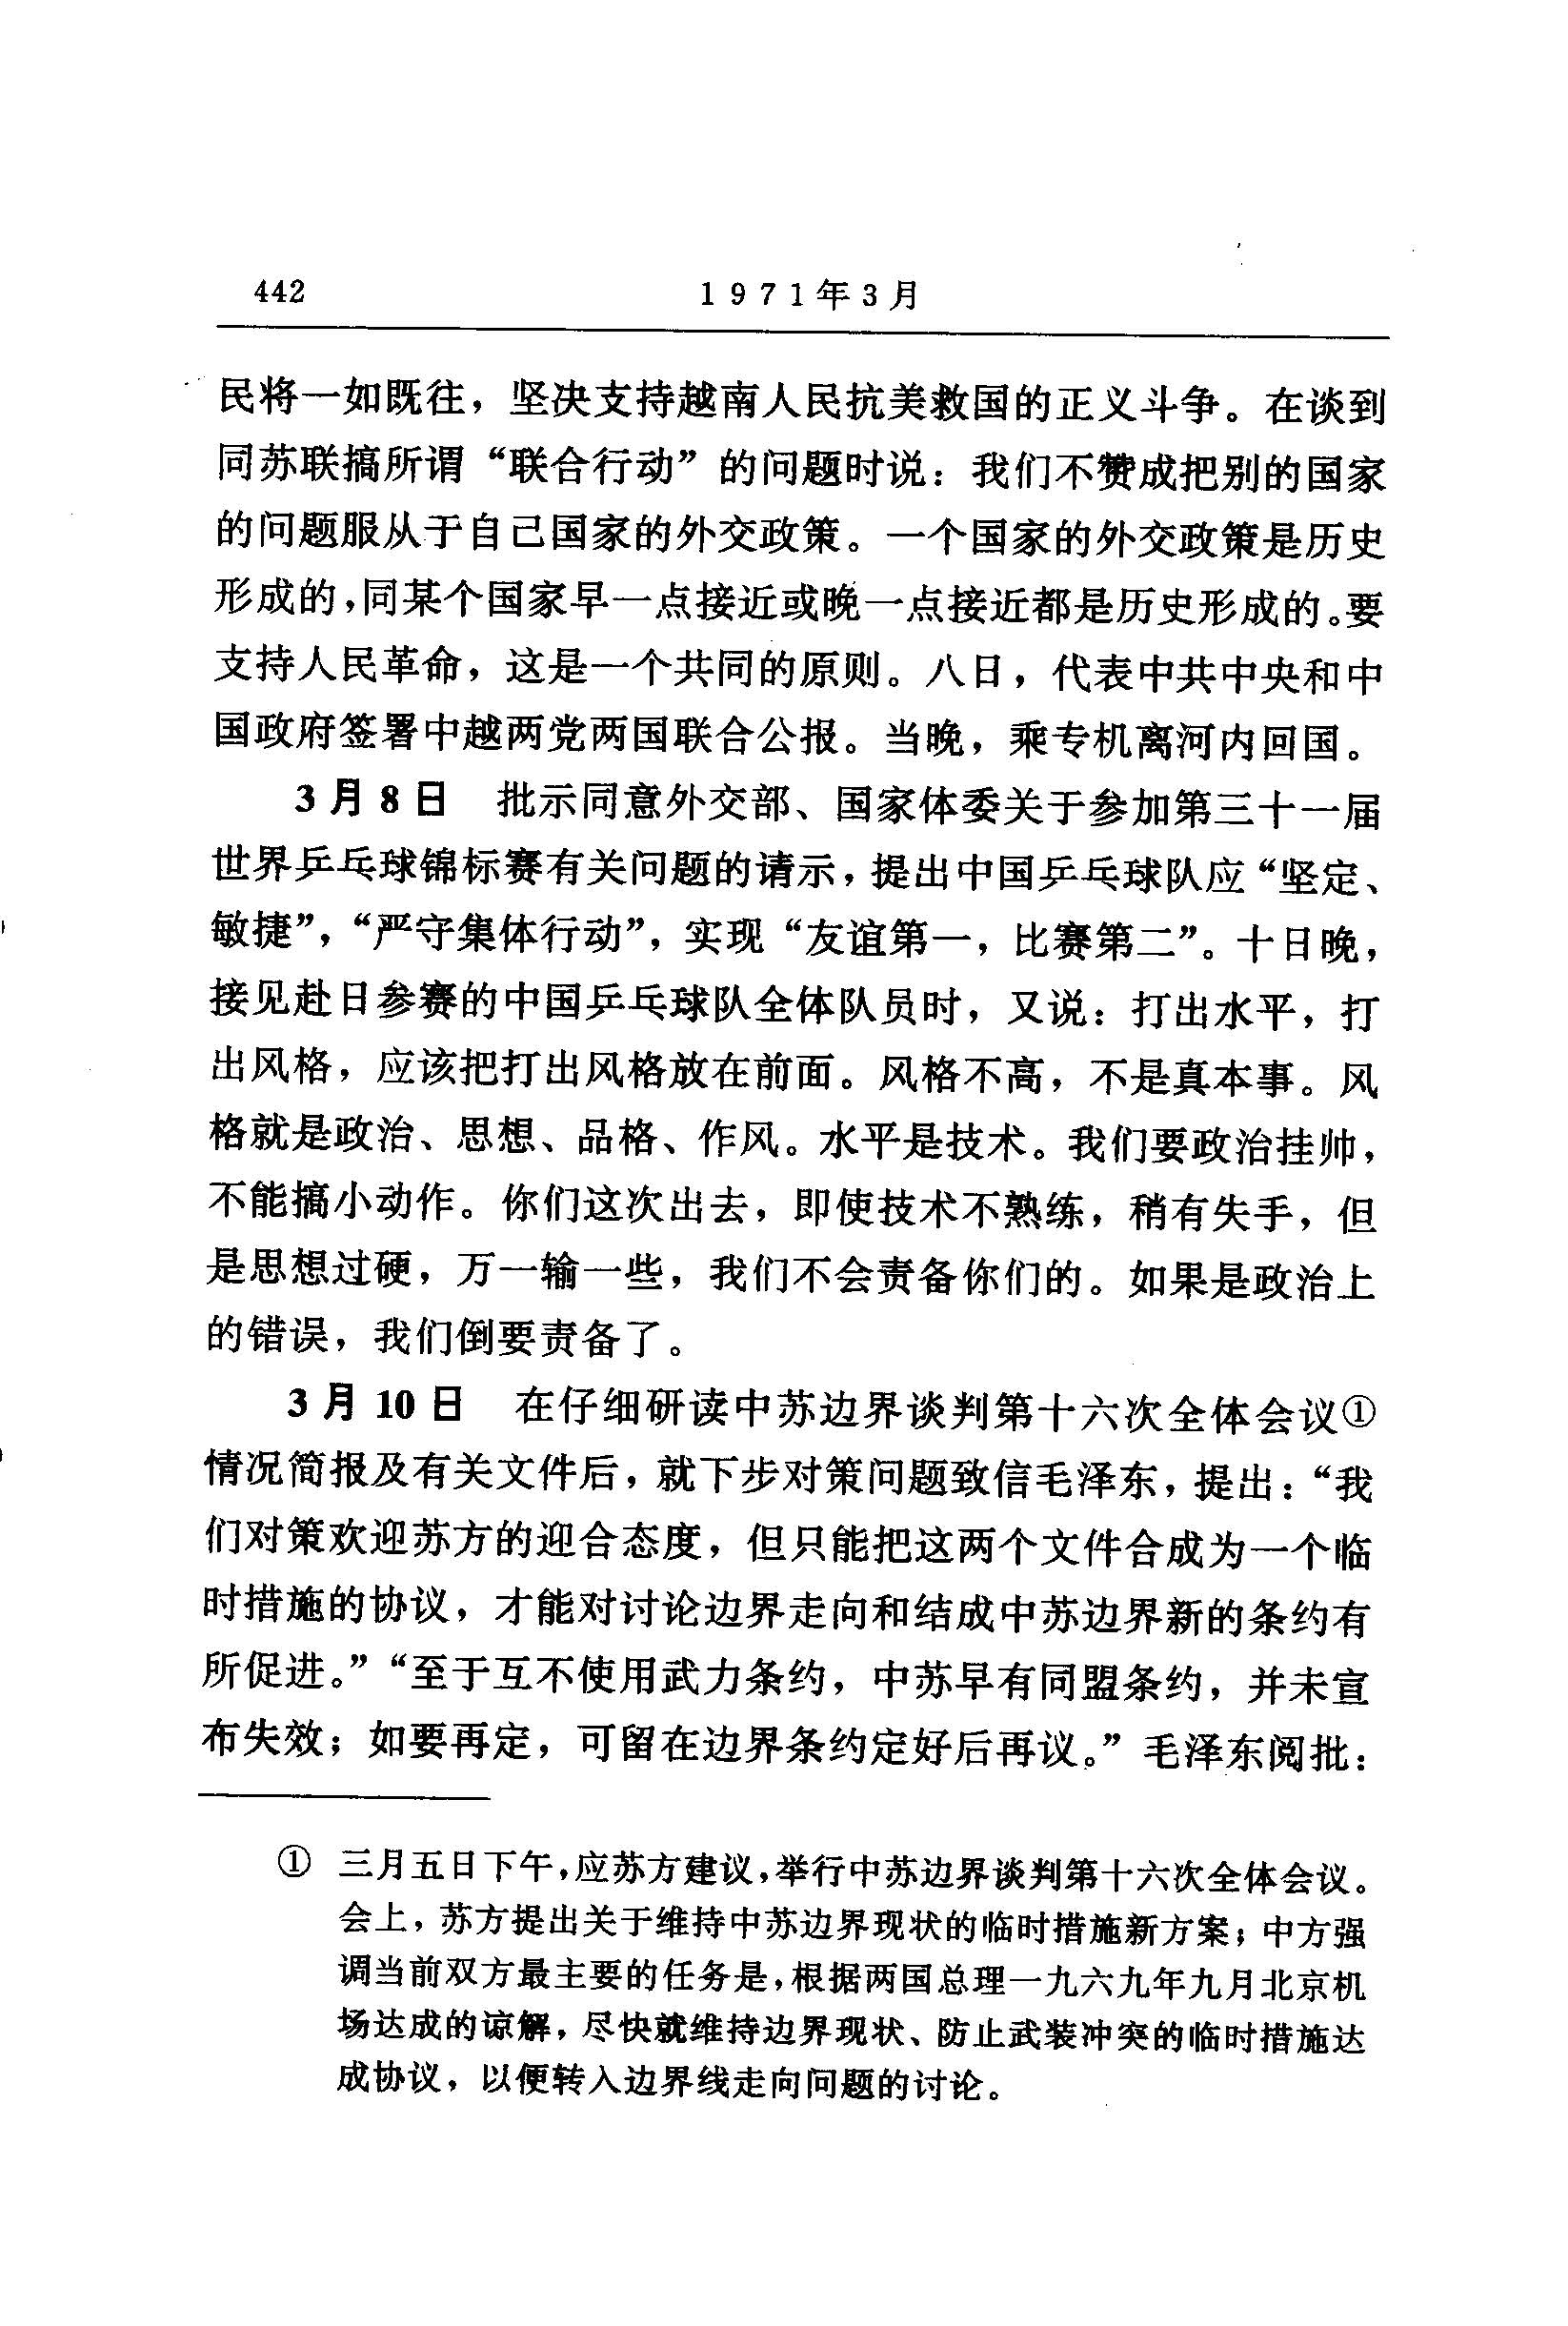 442
1971年3月
民将一如既往，坚决支持越南人民抗美救国的正义斗争。在谈到
同苏联搞所谓“联合行动”的问题时说：我们不赞成把别的国家
的问题服从于自己国家的外交政策。一个国家的外交政策是历史
形成的，同某个国家早一点接近或晚一点接近都是历史形成的。要
支持人民革命，这是一个共同的原则。八日，代表中共中央和中
国政府签署中越两党两国联合公报。当晚，乘专机离河内回国。
3月8日　批示同意外交部、国家体委关于参加第三十一届
世界乒乓球锦标赛有关问题的请示，提出中国乒乓球队应“坚定、
敏捷”，“严守集体行动”，实现“友谊第一，比赛第二”。十日晚，
接见赴日参赛的中国乒乓球队全体队员时，又说：打出水平，打
出风格，应该把打出风格放在前面。风格不高，不是真本事。风
格就是政治、思想、品格、作风。水平是技术。我们要政治挂帅，
不能搞小动作。你们这次出去，即使技术不熟练，稍有失手，但
是思想过硬，万一输一些，我们不会责备你们的。如果是政治上
的错误，我们倒要责备了。
3月10日　在仔细研读中苏边界谈判第十六次全体会议①
情况简报及有关文件后，就下步对策问题致信毛泽东，提出：“我
们对策欢迎苏方的迎合态度，但只能把这两个文件合成为一个临
时措施的协议，才能对讨论边界走向和结成中苏边界新的条约有
所促进。”“至于互不使用武力条约，中苏早有同盟条约，并未宣
布失效；如要再定，可留在边界条约定好后再议。”毛泽东阅批：
①　三月五日下午，应苏方建议，举行中苏边界谈判第十六次全体会议。
会上，苏方提出关于维持中苏边界现状的临时措施新方案；中方强
调当前双方最主要的任务是，根据两国总理一九六九年九月北京机
场达成的谅解，尽快就维持边界现状、防止武装冲突的临时措施达
成协议，以便转入边界线走向问题的讨论。